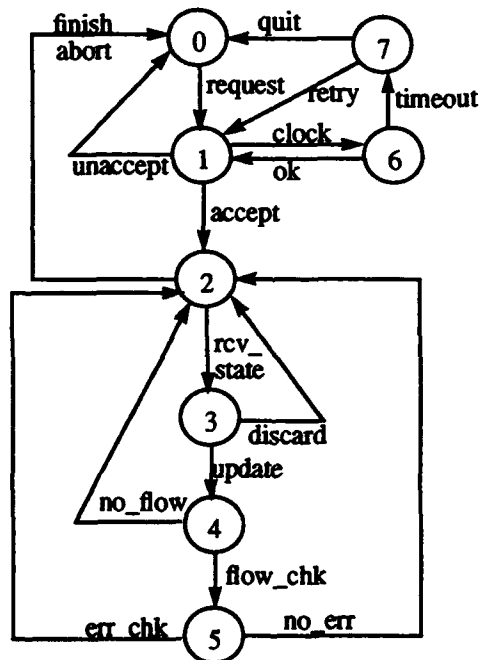 finish
abort
0
quit
7
request
retry
timeout
clock
unaccept
1
ok
6
accept
2
rcv_
state
3
discard
update
no_flow
4
flow_chk
err_chk
5
no_err